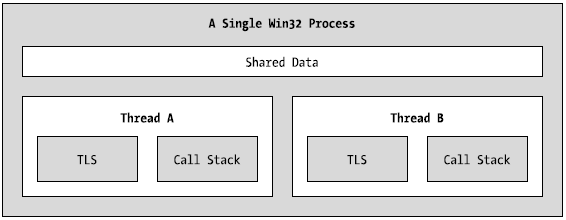 A Single Win32 Process
Shared Data
Thread A
Thread B
TLS
Call Stack
TLS
Call Stack